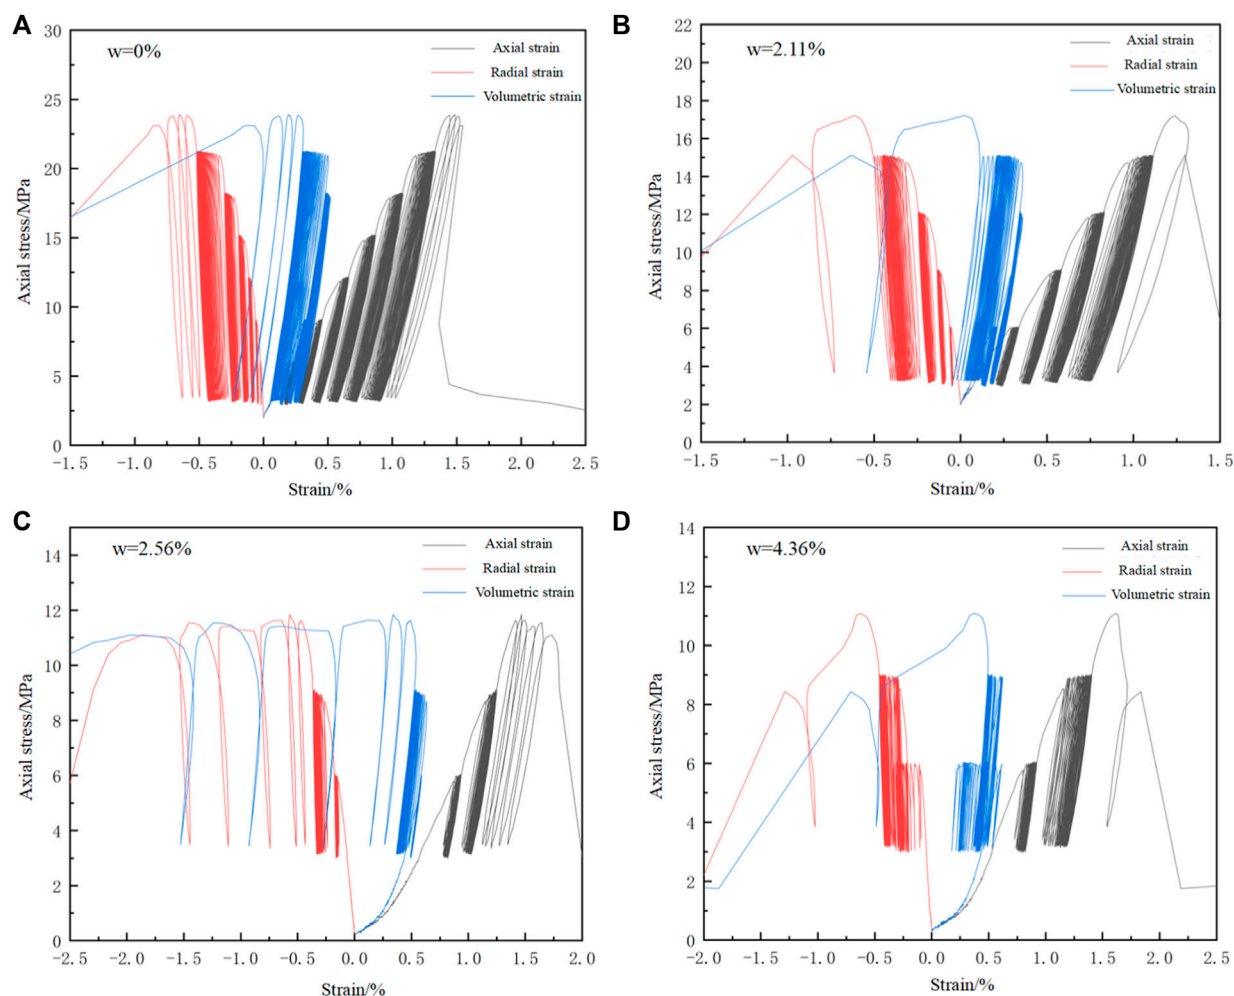 A
w=0%
Axial strain
Radial strain
Volumetric strain
30
25
20
15
10
5
0
Axial stress/MPa
-1.5 -1.0 -0.5 0.0 0.5 1.0 1.5 2.0 2.5
Strain/%
B
w=2.11%
Axial strain
Radial strain
Volumetric strain
22
20
18
16
14
12
10
8
6
4
2
0
Axial stress/MPa
-1.5 -1.0 -0.5 0.0 0.5 1.0 1.5
Strain/%
C
w=2.56%
Axial strain
Radial strain
Volumetric strain
14
12
10
8
6
4
2
0
Axial stress/MPa
-2.5 -2.0 -1.5 -1.0 -0.5 0.0 0.5 1.0 1.5 2.0
Strain/%
D
w=4.36%
Axial strain
Radial strain
Volumetric strain
14
12
10
8
6
4
2
0
Axial stress/MPa
-2.0 -1.5 -1.0 -0.5 0.0 0.5 1.0 1.5 2.0 2.5
Strain/%